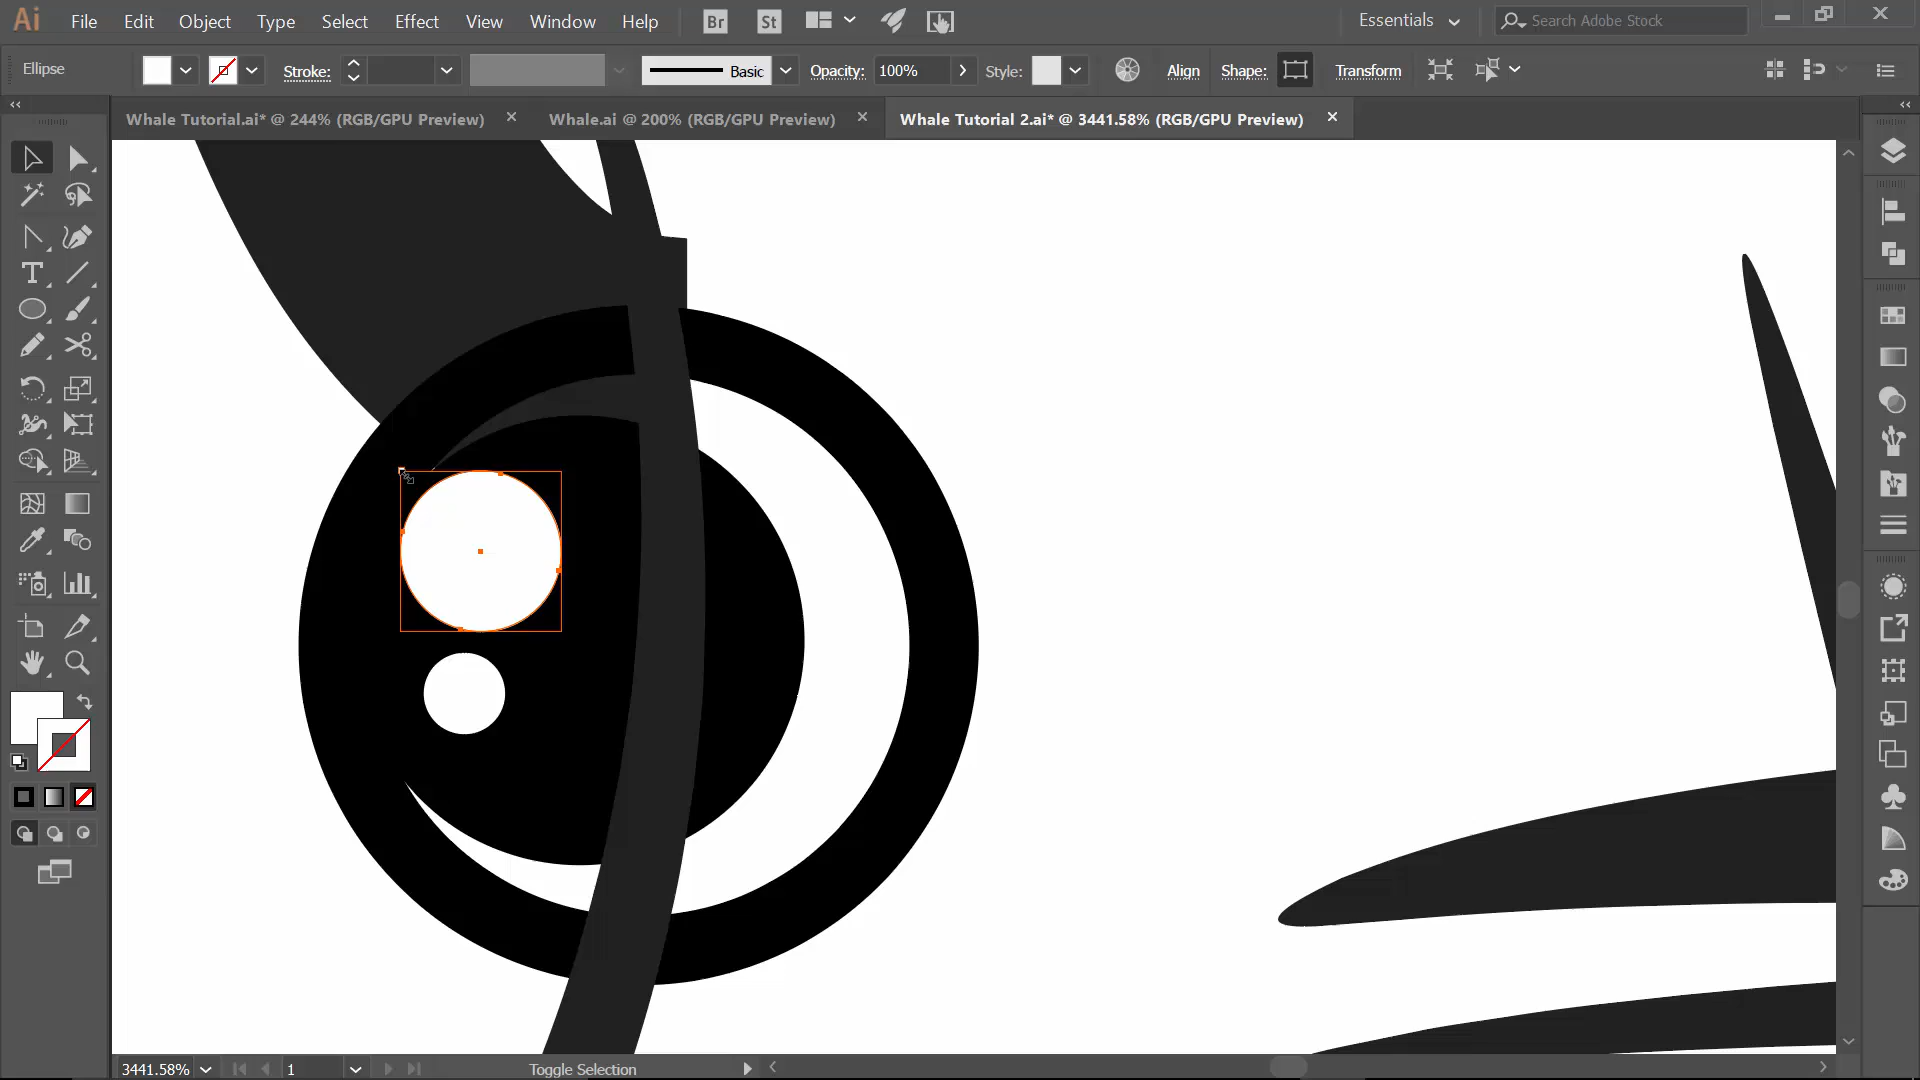 Ai File Edit Object Type Select Effect View Window Help Br St Essentials Search Adobe Stock
Ellipse Stroke: Basic Opacity: 100% Style: Align Shape: Transform
Whale Tutorial.ai* @ 244% (RGB/GPU Preview) Whale.ai @ 200% (RGB/GPU Preview) Whale Tutorial 2.ai* @ 3441.58% (RGB/GPU Preview)
3441.58% 1 Toggle Selection